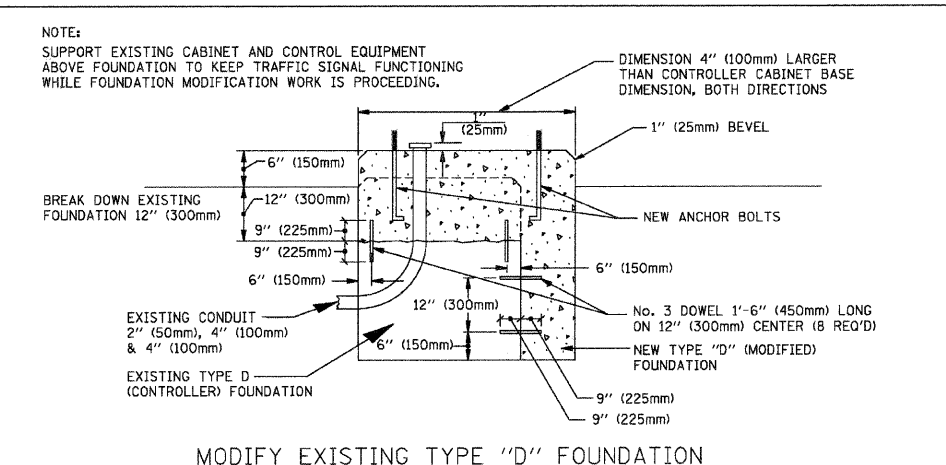 NOTE:
SUPPORT EXISTING CABINET AND CONTROL EQUIPMENT
ABOVE FOUNDATION TO KEEP TRAFFIC SIGNAL FUNCTIONING
WHILE FOUNDATION MODIFICATION WORK IS PROCEEDING.
DIMENSION 4" (100mm) LARGER
THAN CONTROLLER CABINET BASE
DIMENSION, BOTH DIRECTIONS
1"
(25mm)
1" (25mm) BEVEL
6" (150mm)
BREAK DOWN EXISTING
FOUNDATION 12" (300mm)
12" (300mm)
NEW ANCHOR BOLTS
9" (225mm)
9" (225mm)
6" (150mm)
6" (150mm)
12" (300mm)
No. 3 DOWEL 1'-6" (450mm) LONG
ON 12" (300mm) CENTER (8 REQ'D)
EXISTING CONDUIT
2" (50mm), 4" (100mm)
& 4" (100mm)
6" (150mm)
NEW TYPE "D" (MODIFIED)
FOUNDATION
EXISTING TYPE D
(CONTROLLER) FOUNDATION
9" (225mm)
9" (225mm)
MODIFY EXISTING TYPE "D" FOUNDATION